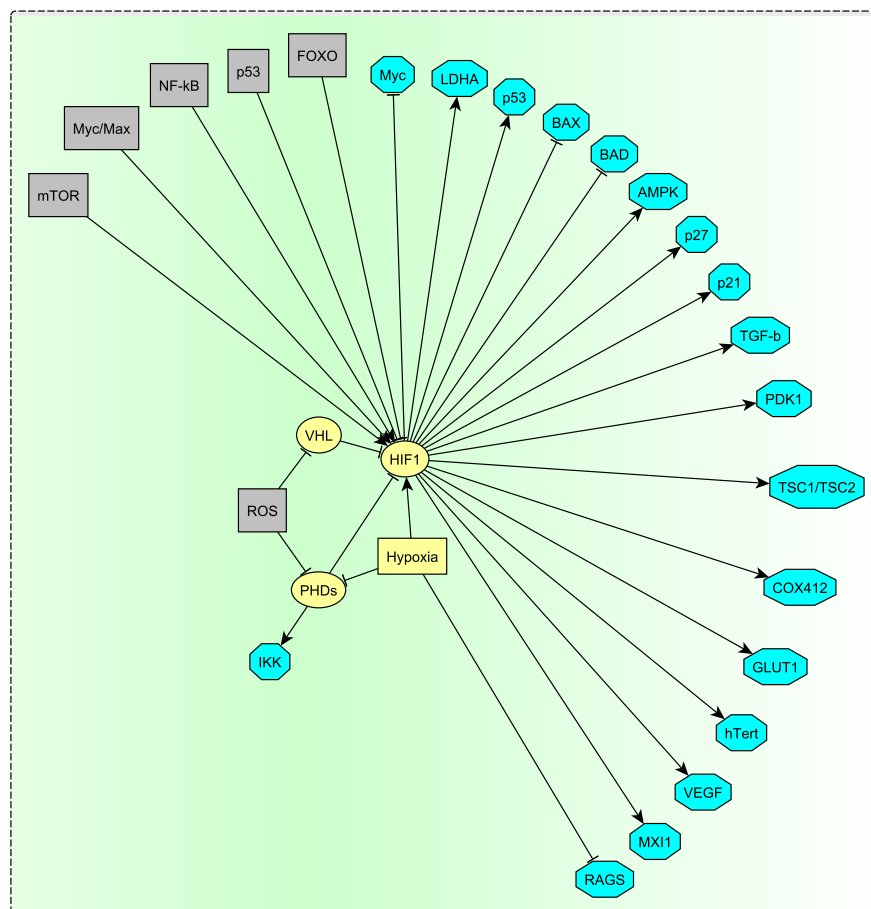 FOXO
p53
NF-kB
Myc/Max
mTOR
Myc
LDHA
p53
BAX
BAD
AMPK
p27
p21
TGF-b
PDK1
TSC1/TSC2
COX412
GLUT1
hTert
VEGF
MXI1
RAGS
VHL
HIF1
ROS
Hypoxia
PHDs
IKK